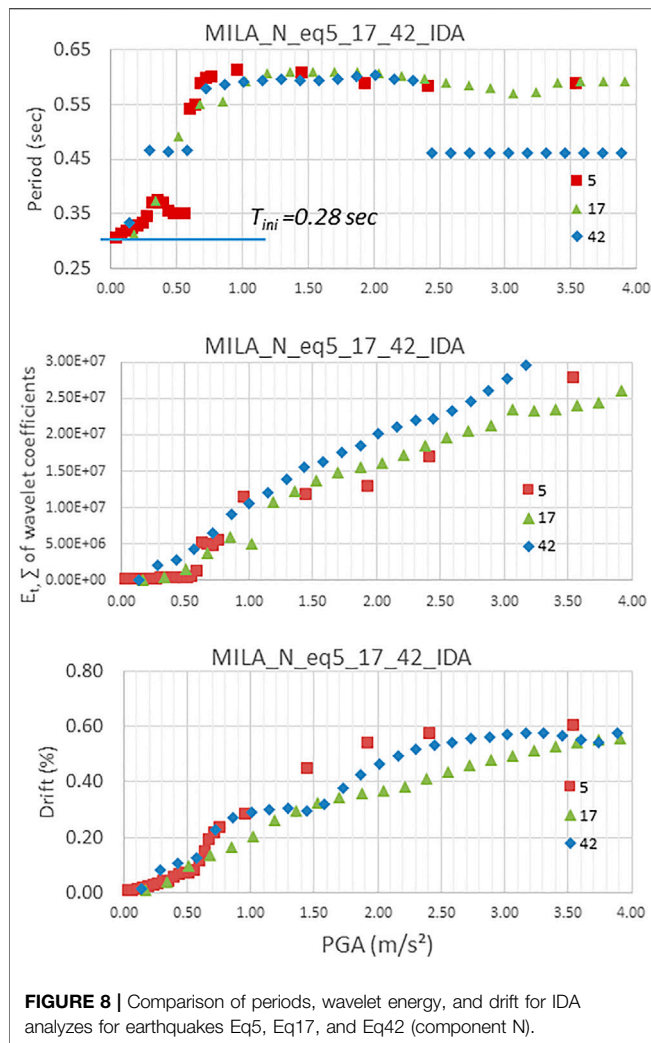 MILA_N_eq5_17_42_IDA
0.65
0.55
0.45
0.35
0.25
Period (sec)
T_ini =0.28 sec
5
17
42
0.00 0.50 1.00 1.50 2.00 2.50 3.00 3.50 4.00
MILA_N_eq5_17_42_IDA
3.00E+07
2.50E+07
2.00E+07
1.50E+07
1.00E+07
5.00E+06
0.00E+00
Et, Σ of wavelet coefficients
5
17
42
0.00 0.50 1.00 1.50 2.00 2.50 3.00 3.50 4.00
MILA_N_eq5_17_42_IDA
0.80
0.60
0.40
0.20
0.00
Drift (%)
5
17
42
0.00 0.50 1.00 1.50 2.00 2.50 3.00 3.50 4.00
PGA (m/s²)
FIGURE 8 | Comparison of periods, wavelet energy, and drift for IDA
analyzes for earthquakes Eq5, Eq17, and Eq42 (component N).